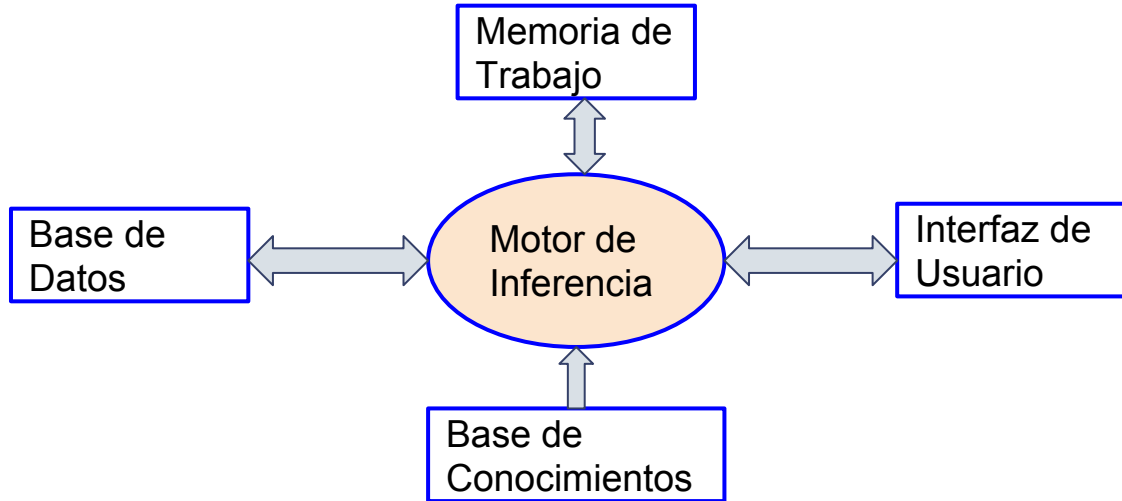 Memoria de
Trabajo
Base de
Datos
Motor de
Inferencia
Interfaz de
Usuario
Base de
Conocimientos